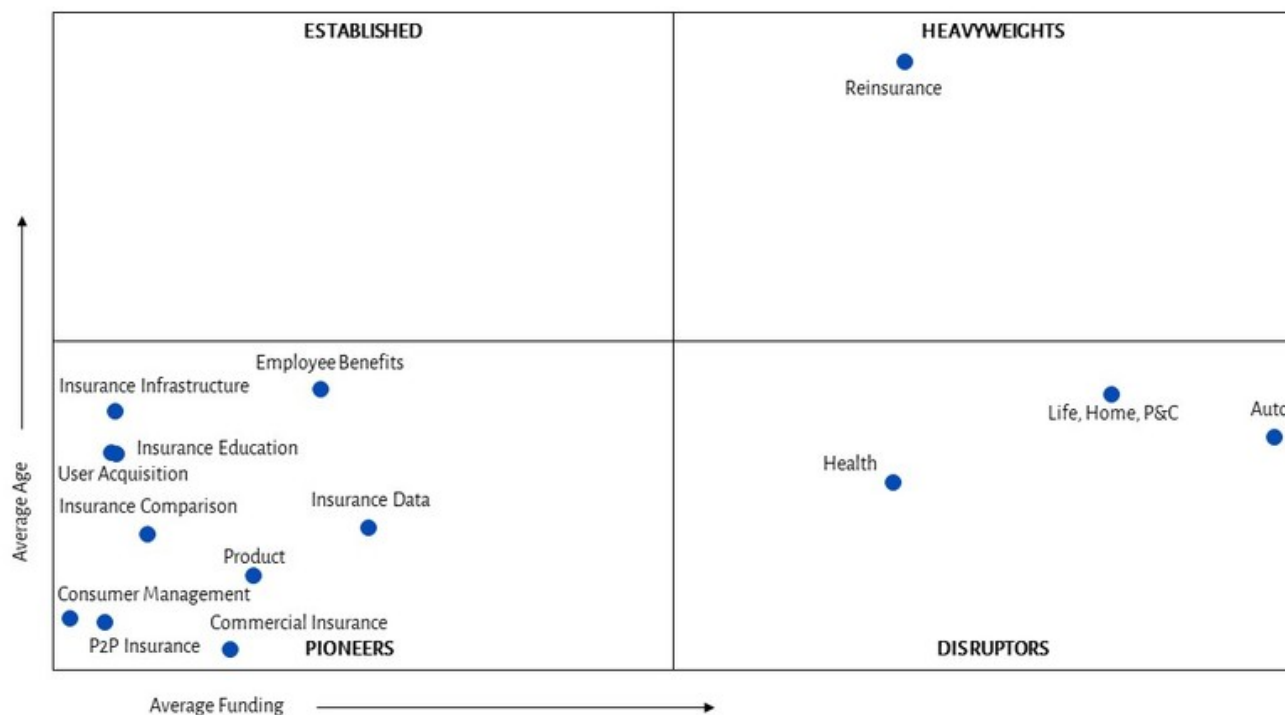 ESTABLISHED
HEAVYWEIGHTS
Reinsurance
Employee Benefits
Insurance Infrastructure
Insurance Education
User Acquisition
Insurance Comparison
Insurance Data
Product
Consumer Management
Commercial Insurance
P2P Insurance
PIONEERS
Life, Home, P&C
Auto
Health
DISRUPTORS
Average Age
Average Funding